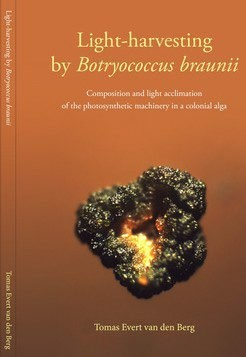 Light-harvesting by Botryococcus braunii
Tomas Evert van den Berg
Light-harvesting
by Botryococcus braunii
Composition and light acclimation
of the photosynthetic machinery in a colonial alga
Tomas Evert van den Berg